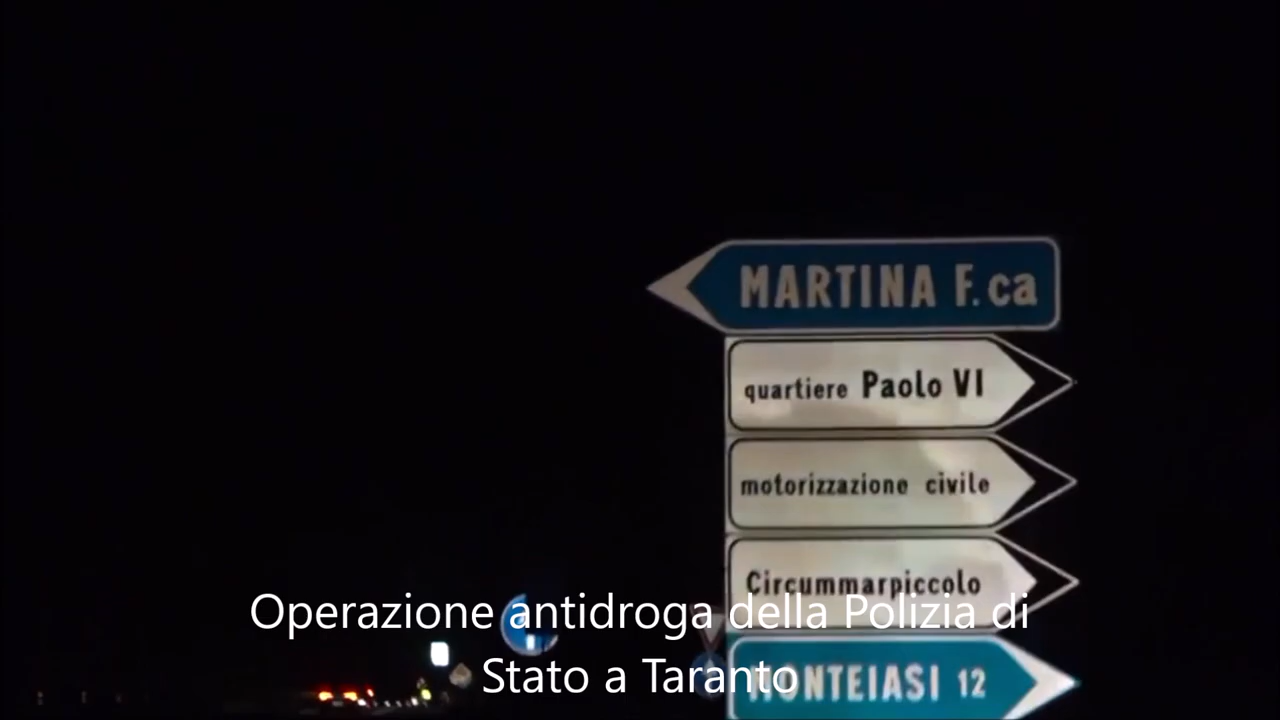 MARTINA F.ca
quartiere Paolo VI
motorizzazione civile
Circummarpiccolo
Operazione antidroga della Polizia di
Stato a Taranto
MONTEIASI 12